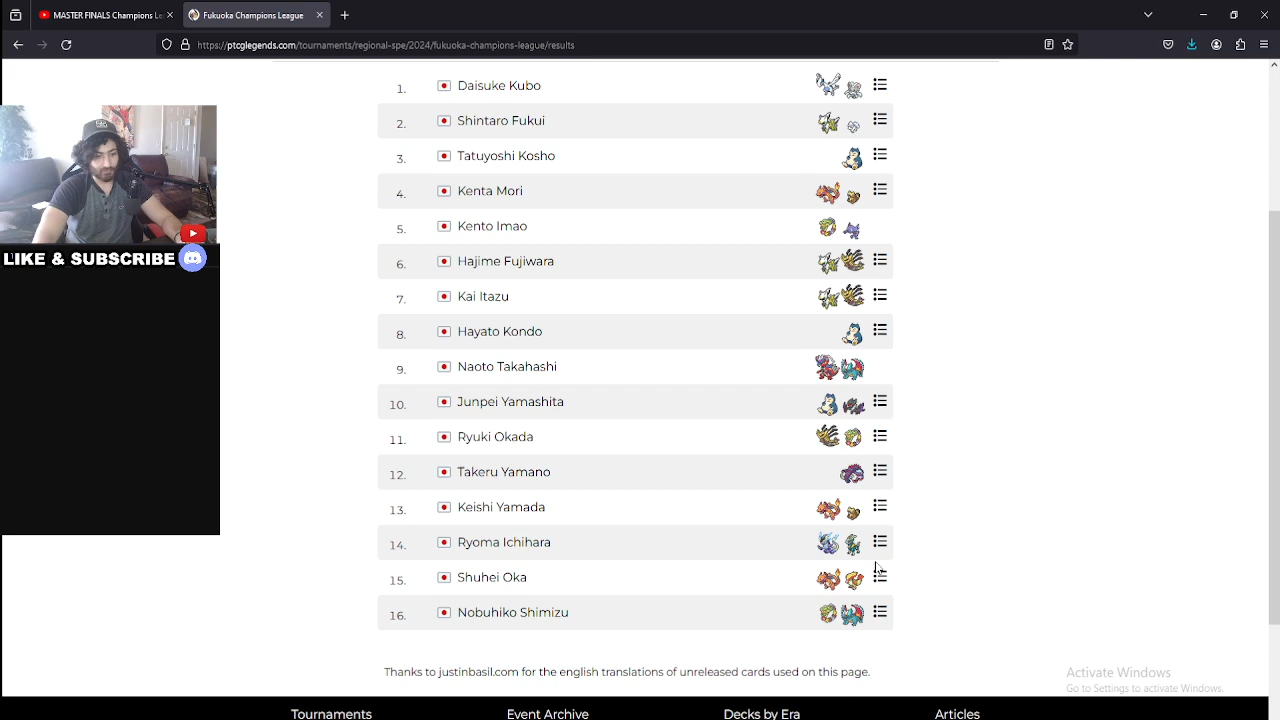 MASTER FINALS Champions Le
Fukuoka Champions League
https://ptcglegends.com/tournaments/regional-spe/2024/fukuoka-champions-league/results
1. Daisuke Kubo
2. Shintaro Fukui
3. Tatuyoshi Kosho
4. Kenta Mori
5. Kento Imao
6. Hajime Fujiwara
7. Kai Itazu
8. Hayato Kondo
9. Naoto Takahashi
10. Junpei Yamashita
11. Ryuki Okada
12. Takeru Yamano
13. Keishi Yamada
14. Ryoma Ichihara
15. Shuhei Oka
16. Nobuhiko Shimizu
LIKE & SUBSCRIBE
Thanks to justinbasil.com for the english translations of unreleased cards used on this page.
Activate Windows
Go to Settings to activate Windows.
Tournaments Event Archive Decks by Era Articles